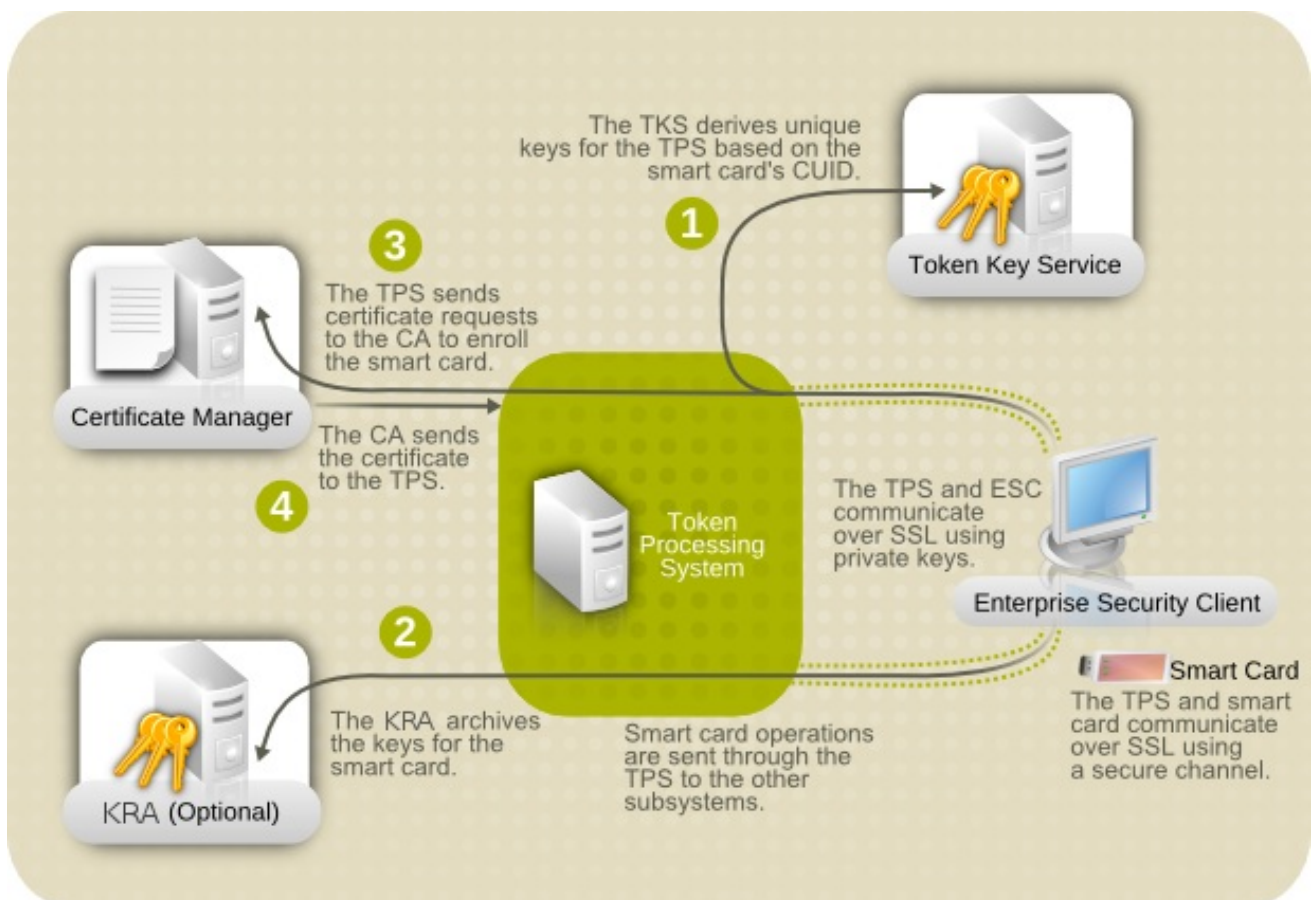 The TKS derives unique
keys for the TPS based on the
smart card's CUID.
1
Token Key Service
3
The TPS sends
certificate requests
to the CA to enroll
the smart card.
Certificate Manager
The CA sends
the certificate
to the TPS.
4
Token
Processing
System
The TPS and ESC
communicate
over SSL using
private keys.
Enterprise Security Client
2
The KRA archives
the keys for the
smart card.
KRA (Optional)
Smart card operations
are sent through the
TPS to the other
subsystems.
Smart Card
The TPS and smart
card communicate
over SSL using
a secure channel.